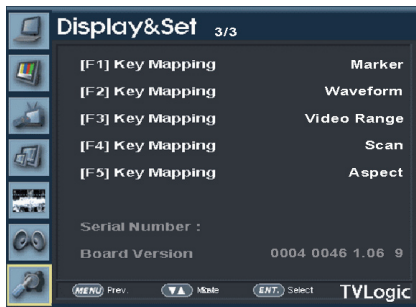 Display&Set 3/3
[F1] Key Mapping Marker
[F2] Key Mapping Waveform
[F3] Key Mapping Video Range
[F4] Key Mapping Scan
[F5] Key Mapping Aspect
Serial Number :
Board Version 0004 0046 1.06 9
MENU Prev. ▼▲ ENT. Select TVLogic